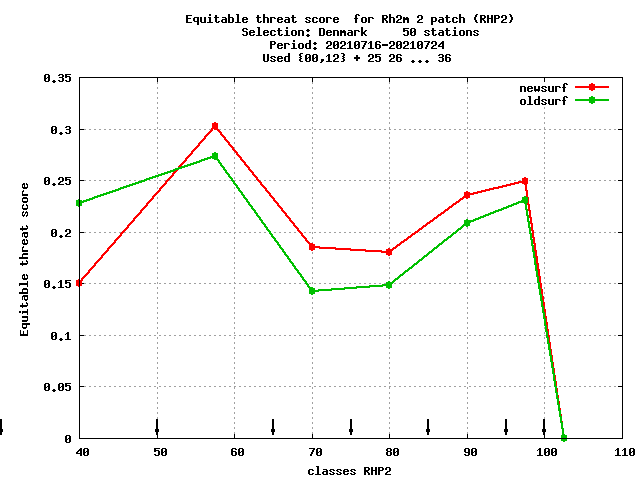 Equitable threat score  for Rh2m 2 patch (RHP2)
Selection: Denmark     50 stations
Period: 20210716-20210724
Used {00,12} + 25 26 ... 36
newsurf
oldsurf
0.35
0.3
0.25
0.2
0.15
0.1
0.05
0
Equitable threat score
40 50 60 70 80 90 100 110
classes RHP2